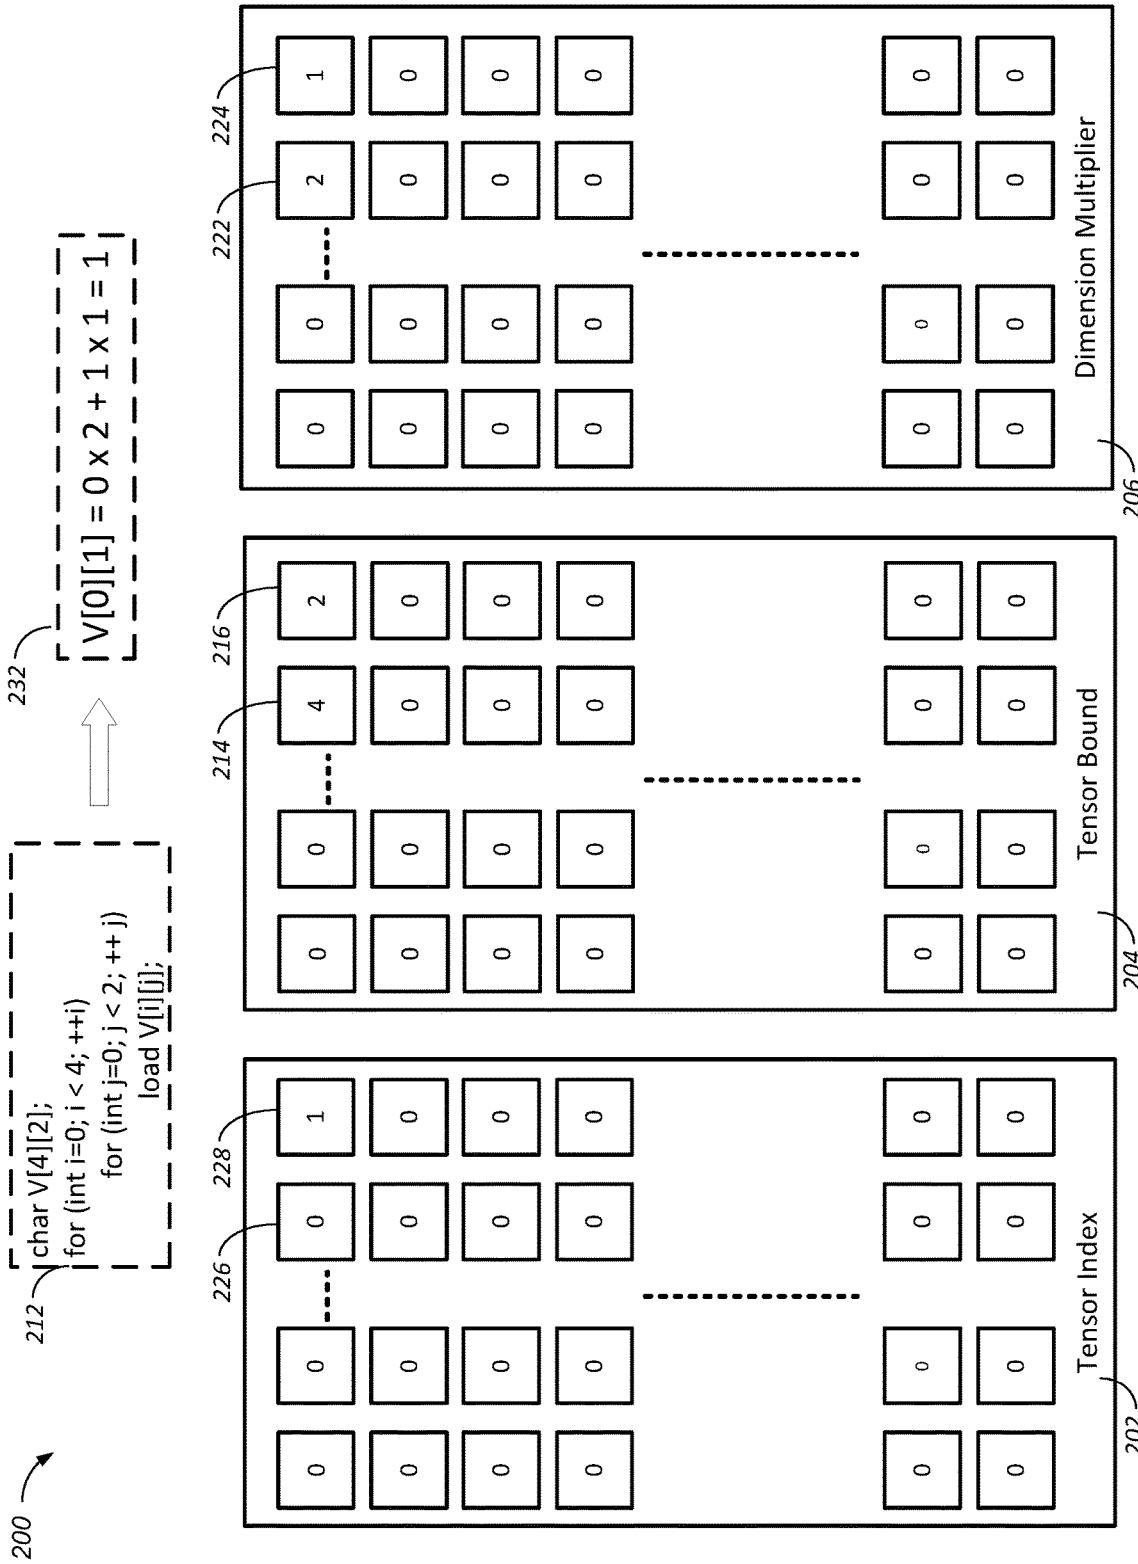 200
212
char V[4][2];
for (int i=0; i < 4; ++i)
for (int j=0; j < 2; ++ j)
load V[i][j];
232
V[0][1] = 0 x 2 + 1 x 1 = 1
226 228
0 0 0 1
0 0 0 0
0 0 0 0
0 0 0 0
0 0 0 0
0 0 0 0
Tensor Index
202
214 216
0 0 4 2
0 0 0 0
0 0 0 0
0 0 0 0
0 0 0 0
0 0 0 0
Tensor Bound
204
222 224
0 0 2 1
0 0 0 0
0 0 0 0
0 0 0 0
0 0 0 0
0 0 0 0
Dimension Multiplier
206